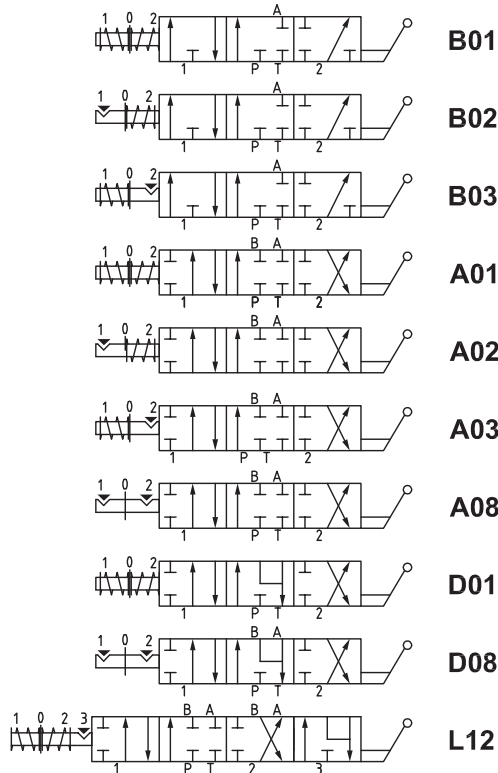 1 0 2 A
B01
1 P T 2
1 0 2 A
B02
1 P T 2
1 0 2 A
B03
1 P T 2
1 0 2 B A
A01
1 P T 2
1 0 2 B A
A02
1 P T 2
1 0 2 B A
A03
1 P T 2
1 0 2 B A
A08
1 P T 2
1 0 2 B A
D01
1 P T 2
1 0 2 B A
D08
1 P T 2
1 0 2 3 B A B A
L12
1 P T 2 3